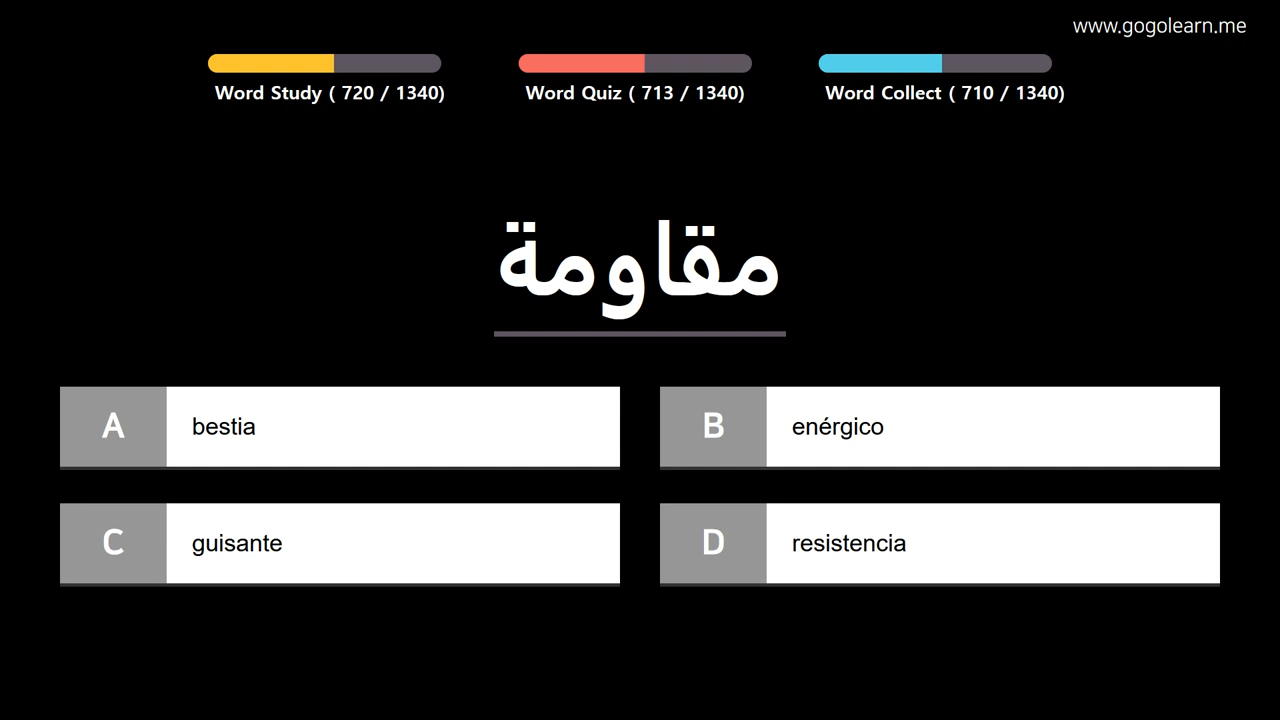 www.gogolearn.me
Word Study ( 720 / 1340)
Word Quiz ( 713 / 1340)
Word Collect ( 710 / 1340)
مقاومة
A bestia
B enérgico
C guisante
D resistencia